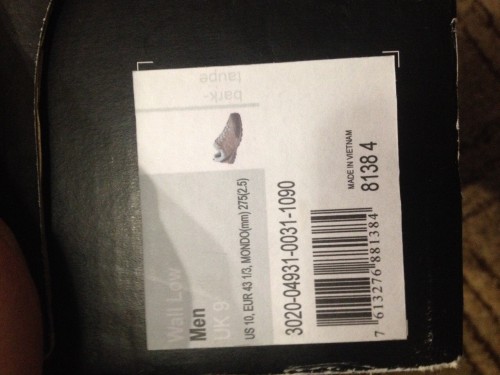 Wall Low
Men
UK 9
US 10, EUR 43 1/3, MONDO(mm) 275(2.5)
bark-
taupe
3020-04931-0031-1090
7 613276 881384
MADE IN VIETNAM
8138 4